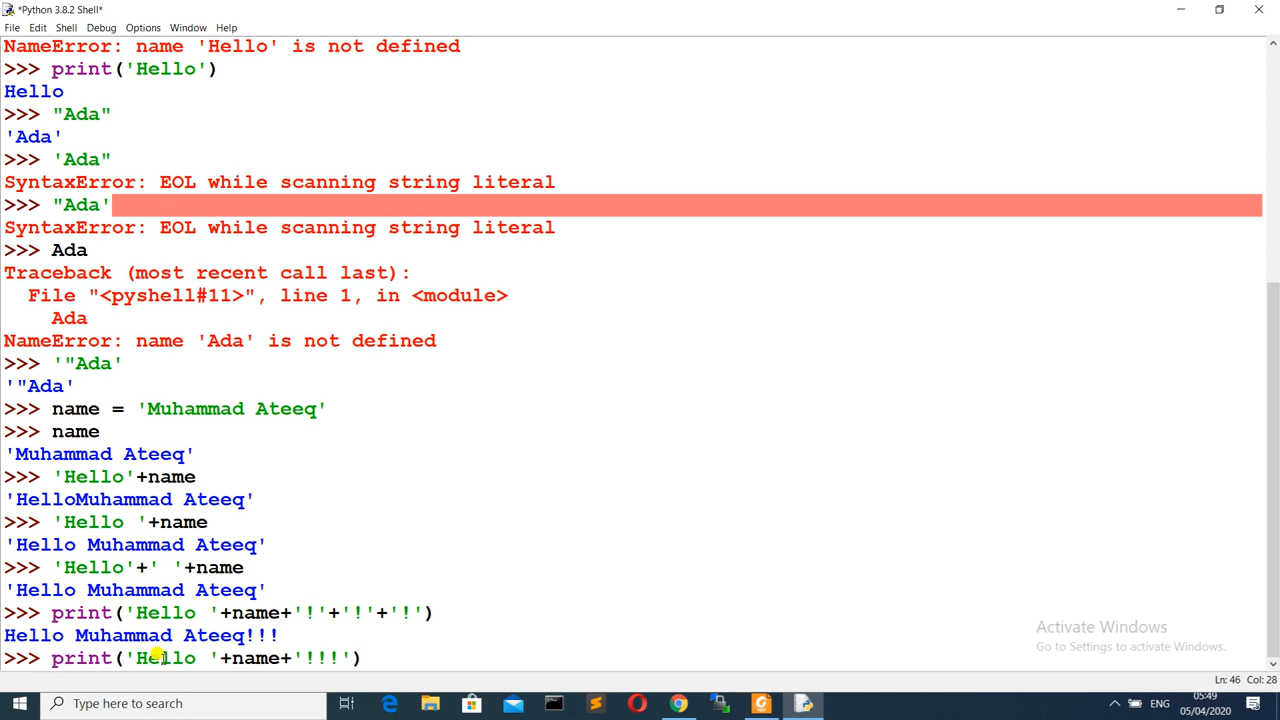 *Python 3.8.2 Shell*
File Edit Shell Debug Options Window Help
NameError: name 'Hello' is not defined
>>> print('Hello')
Hello
>>> "Ada"
'Ada'
>>> 'Ada"
SyntaxError: EOL while scanning string literal
>>> "Ada'
SyntaxError: EOL while scanning string literal
>>> Ada
Traceback (most recent call last):
  File "<pyshell#11>", line 1, in <module>
    Ada
NameError: name 'Ada' is not defined
>>> '"Ada'
'"Ada'
>>> name = 'Muhammad Ateeq'
>>> name
'Muhammad Ateeq'
>>> 'Hello'+name
'HelloMuhammad Ateeq'
>>> 'Hello '+name
'Hello Muhammad Ateeq'
>>> 'Hello'+' '+name
'Hello Muhammad Ateeq'
>>> print('Hello '+name+'!'+'!'+'!')
Hello Muhammad Ateeq!!!
>>> print('Hello '+name+'!!!')
Activate Windows
Go to Settings to activate Windows.
Ln: 46 Col: 28
Type here to search
ENG
05:49
05/04/2020